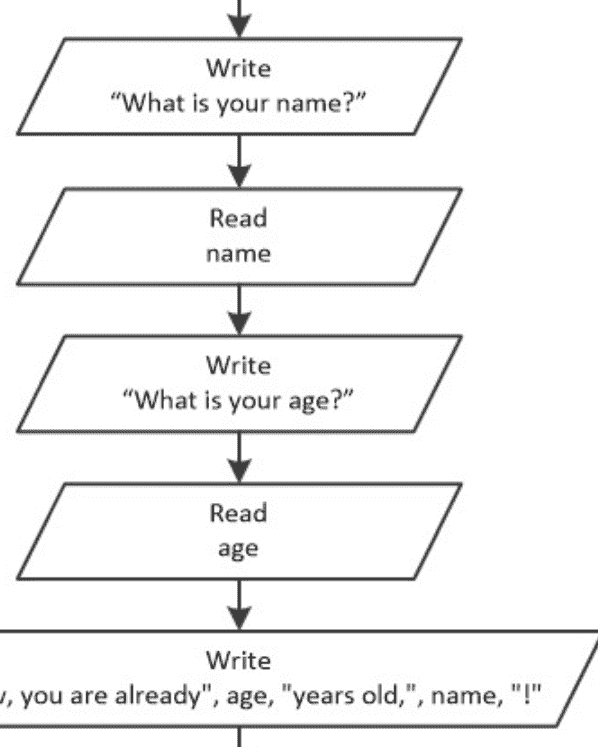 Write
“What is your name?”
Read
name
Write
“What is your age?”
Read
age
Write
, you are already", age, "years old,", name, "!"